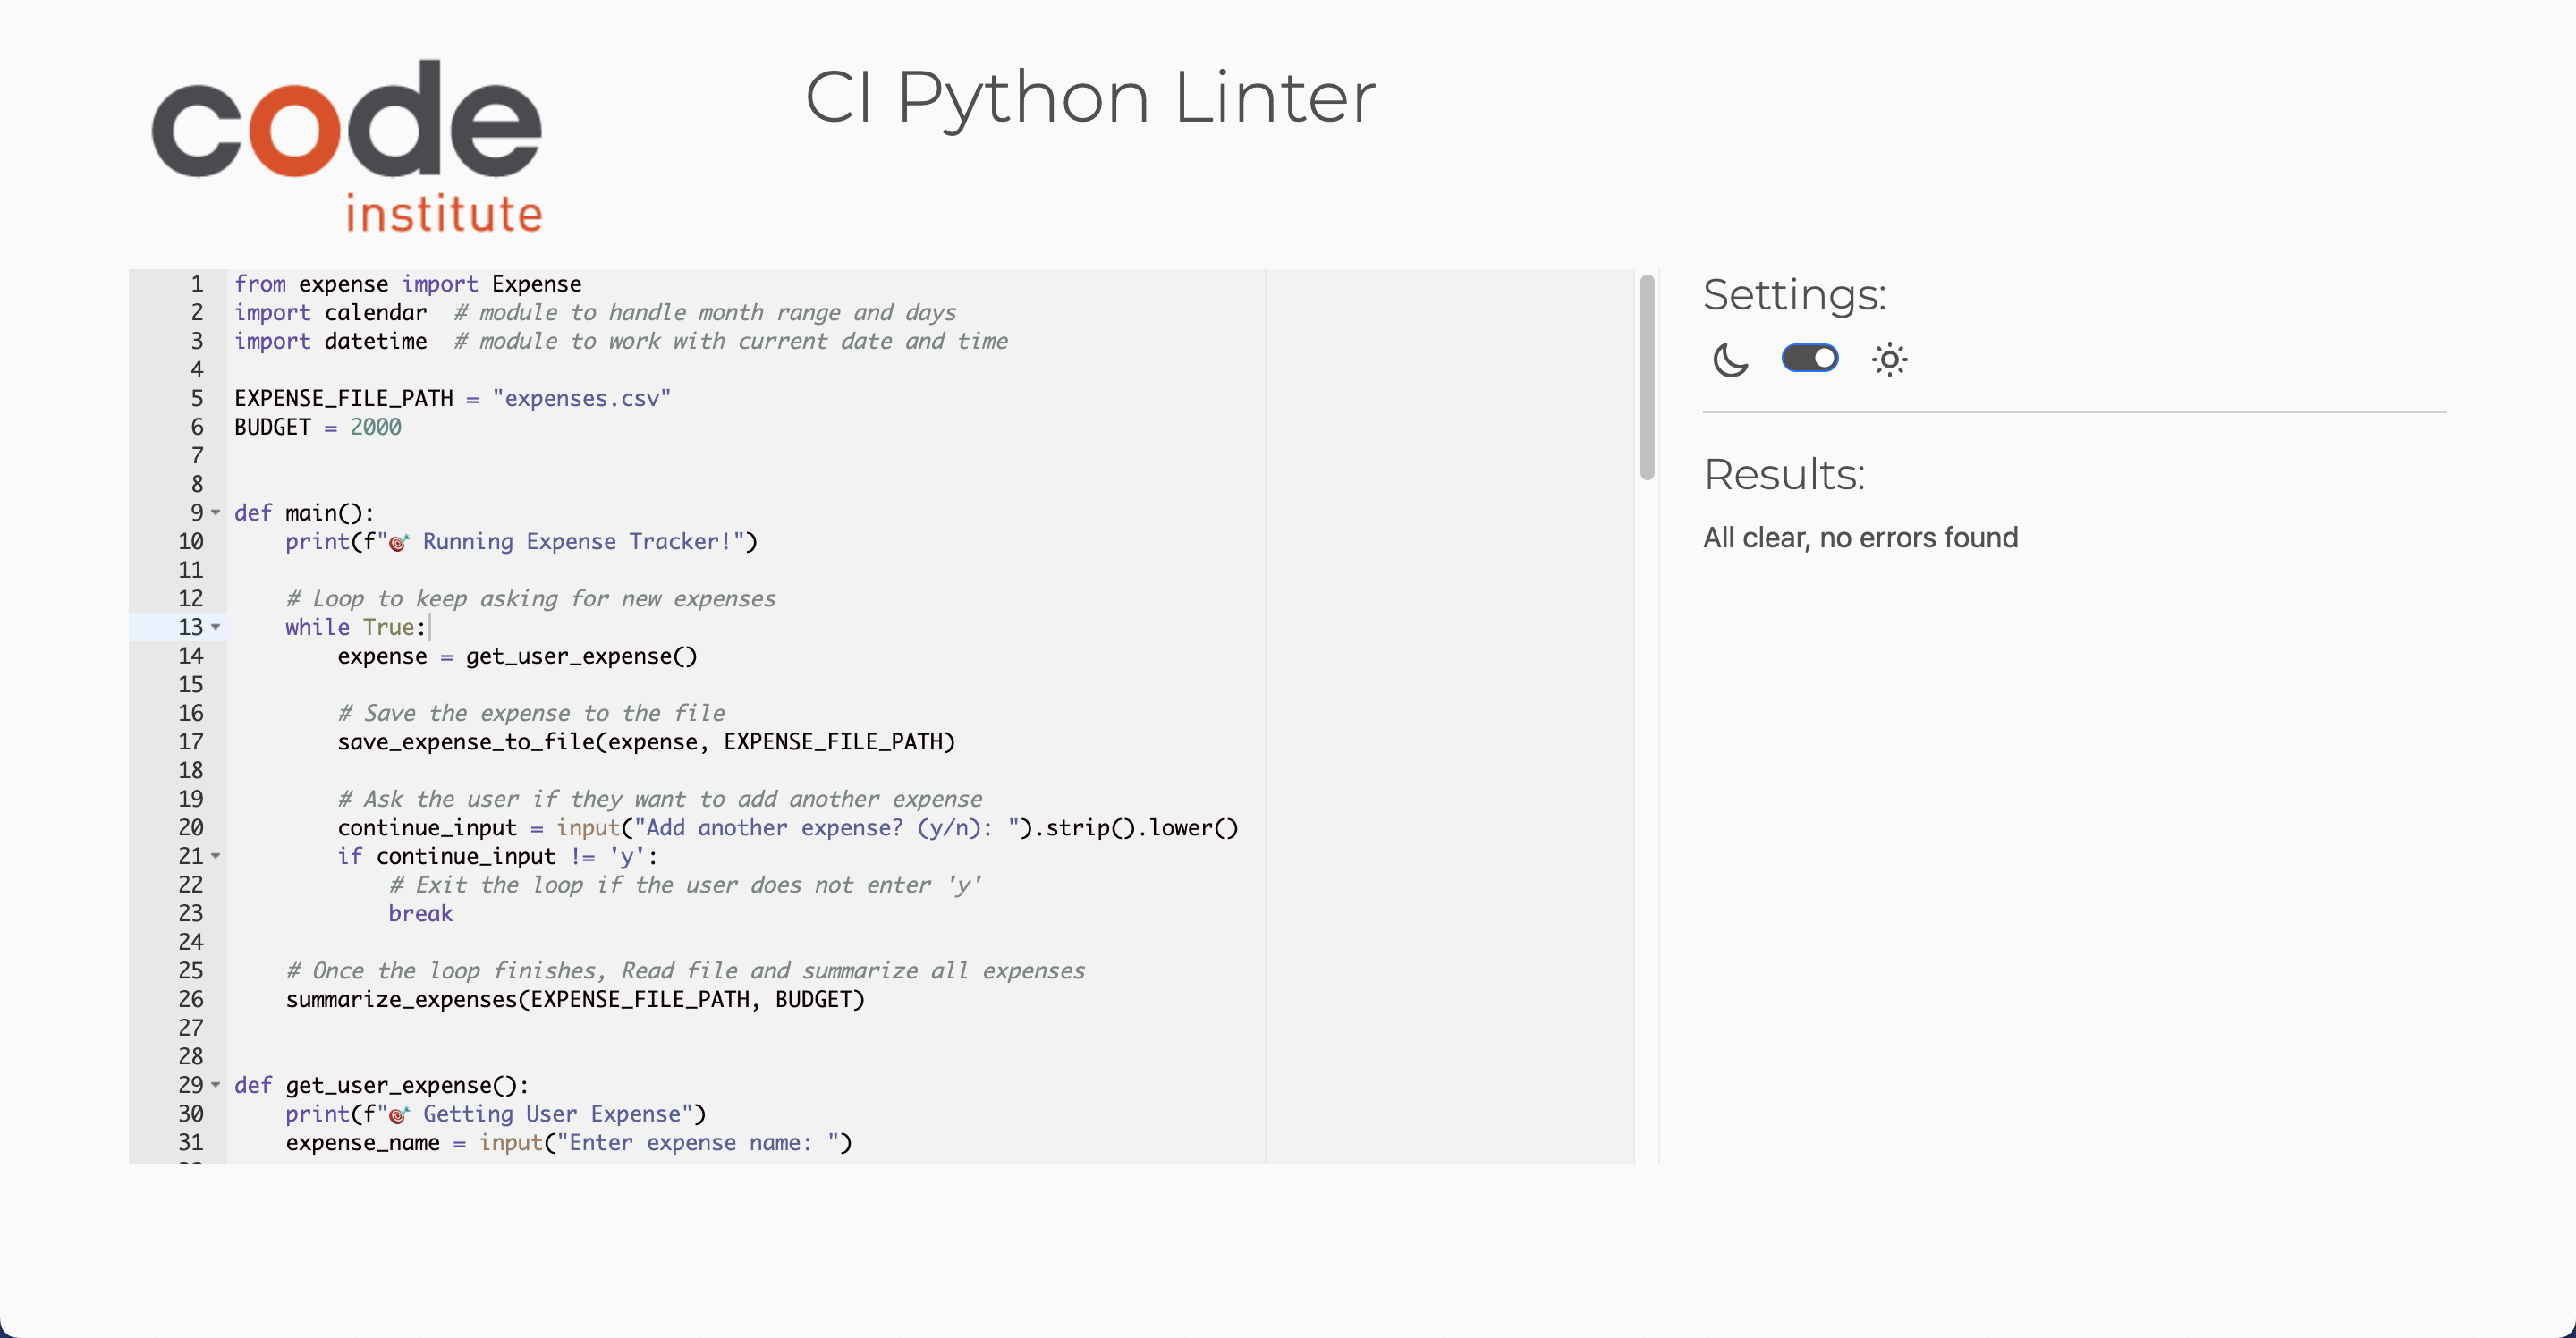 code
institute
CI Python Linter
1 from expense import Expense
2 import calendar  # module to handle month range and days
3 import datetime  # module to work with current date and time
4
5 EXPENSE_FILE_PATH = "expenses.csv"
6 BUDGET = 2000
7
8
9 def main():
10     print(f"🎯 Running Expense Tracker!")
11
12     # Loop to keep asking for new expenses
13     while True:
14         expense = get_user_expense()
15
16         # Save the expense to the file
17         save_expense_to_file(expense, EXPENSE_FILE_PATH)
18
19         # Ask the user if they want to add another expense
20         continue_input = input("Add another expense? (y/n): ").strip().lower()
21         if continue_input != 'y':
22             # Exit the loop if the user does not enter 'y'
23             break
24
25     # Once the loop finishes, Read file and summarize all expenses
26     summarize_expenses(EXPENSE_FILE_PATH, BUDGET)
27
28
29 def get_user_expense():
30     print(f"🎯 Getting User Expense")
31     expense_name = input("Enter expense name: ")
Settings:
Results:
All clear, no errors found